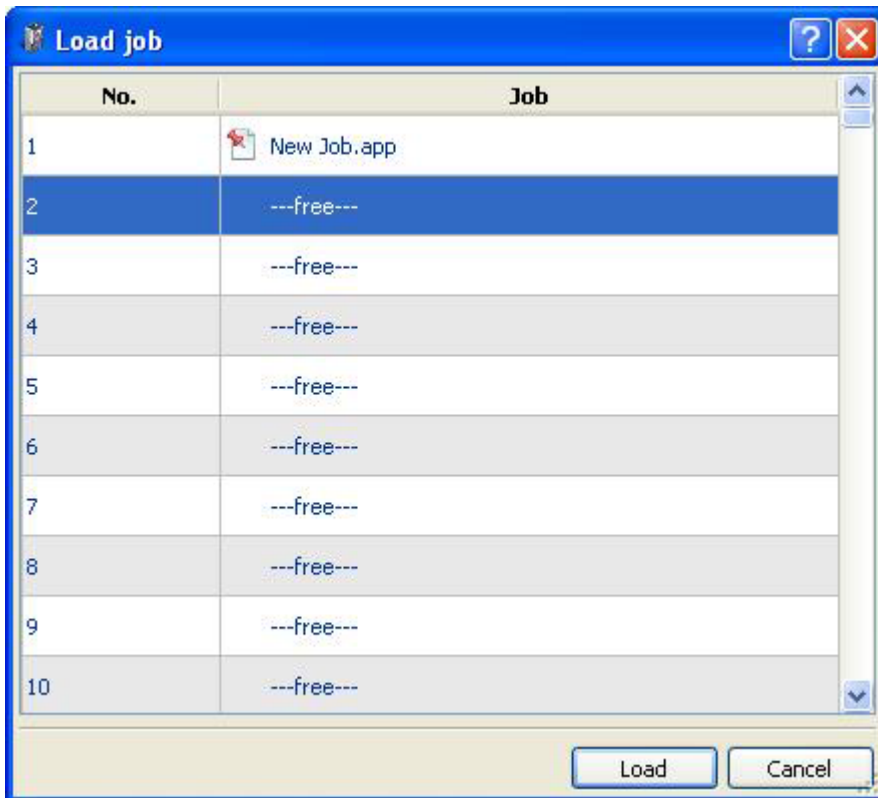 Load job
No. Job
1 New Job.app
2 ---free---
3 ---free---
4 ---free---
5 ---free---
6 ---free---
7 ---free---
8 ---free---
9 ---free---
10 ---free---
Load Cancel